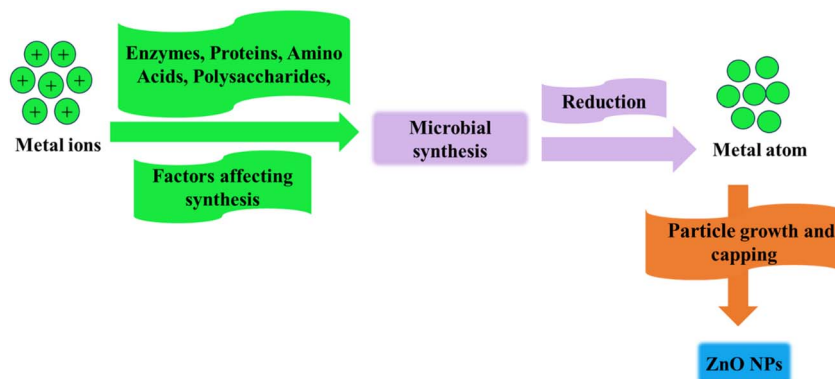 Enzymes, Proteins, Amino
Acids, Polysaccharides,
+ +
+ + +
+ +
Metal ions
Factors affecting
synthesis
Microbial
synthesis
Reduction
Metal atom
Particle growth and
capping
ZnO NPs